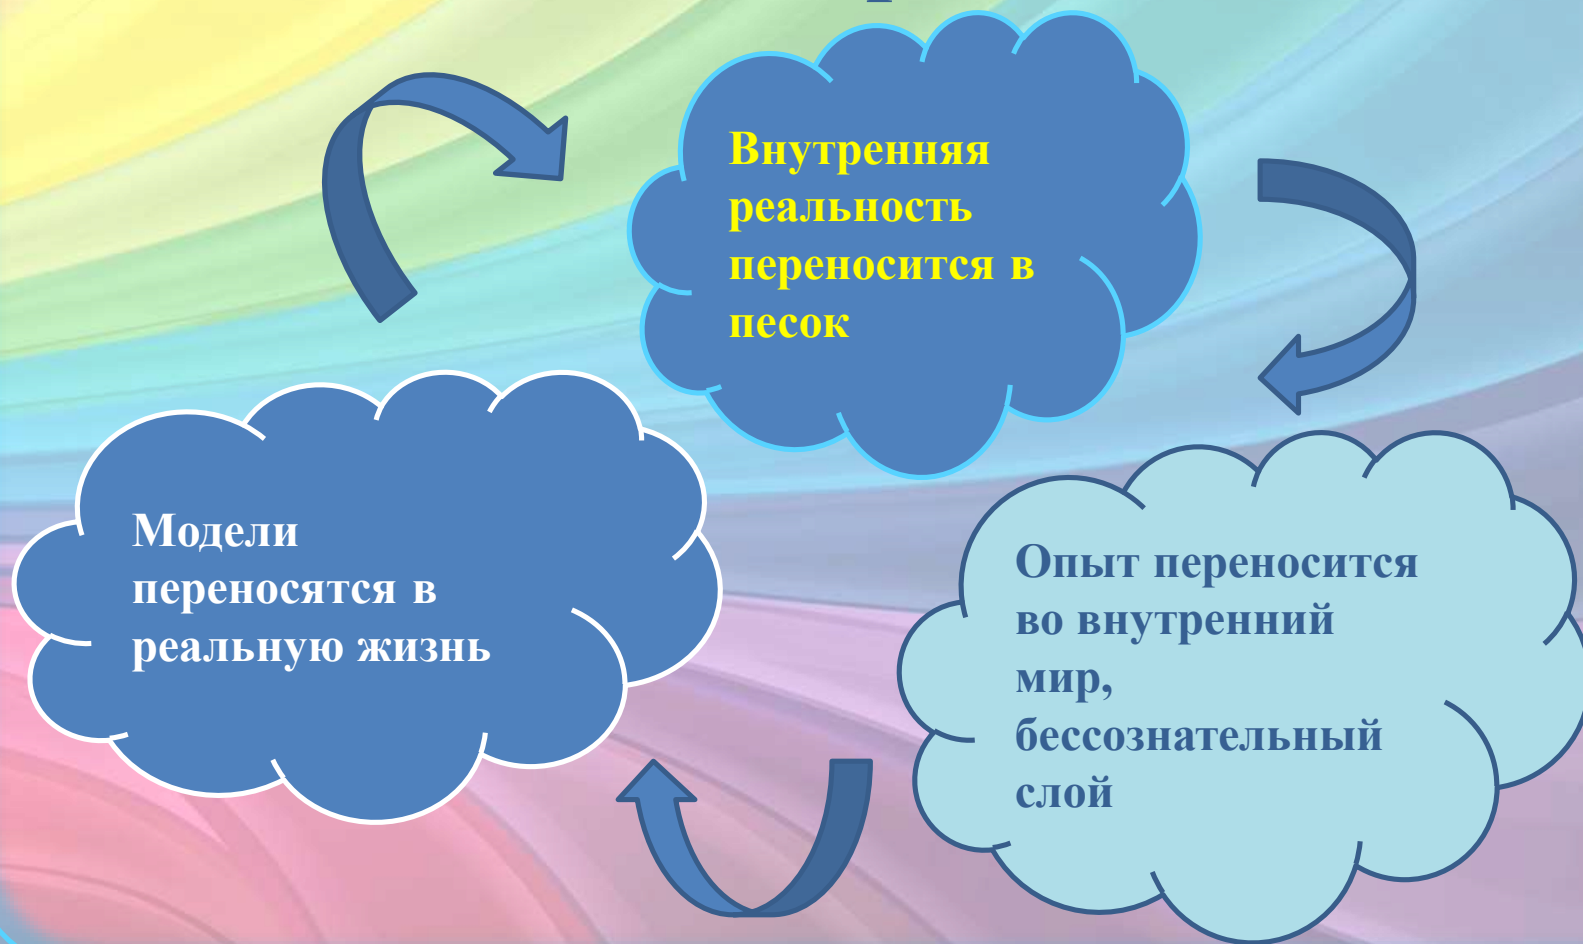 Внутренняя
реальность
переносится в
песок
Модели
переносятся в
реальную жизнь
Опыт переносится
во внутренний
мир,
бессознательный
слой